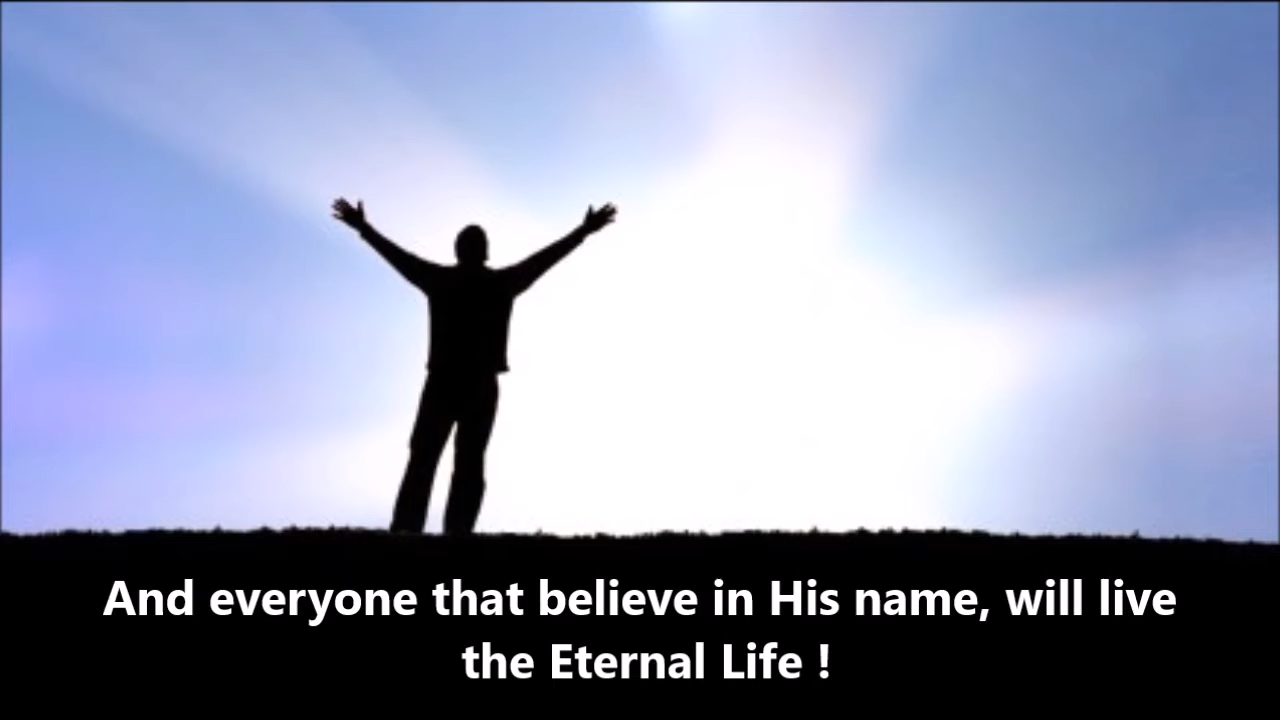 And everyone that believe in His name, will live
the Eternal Life !